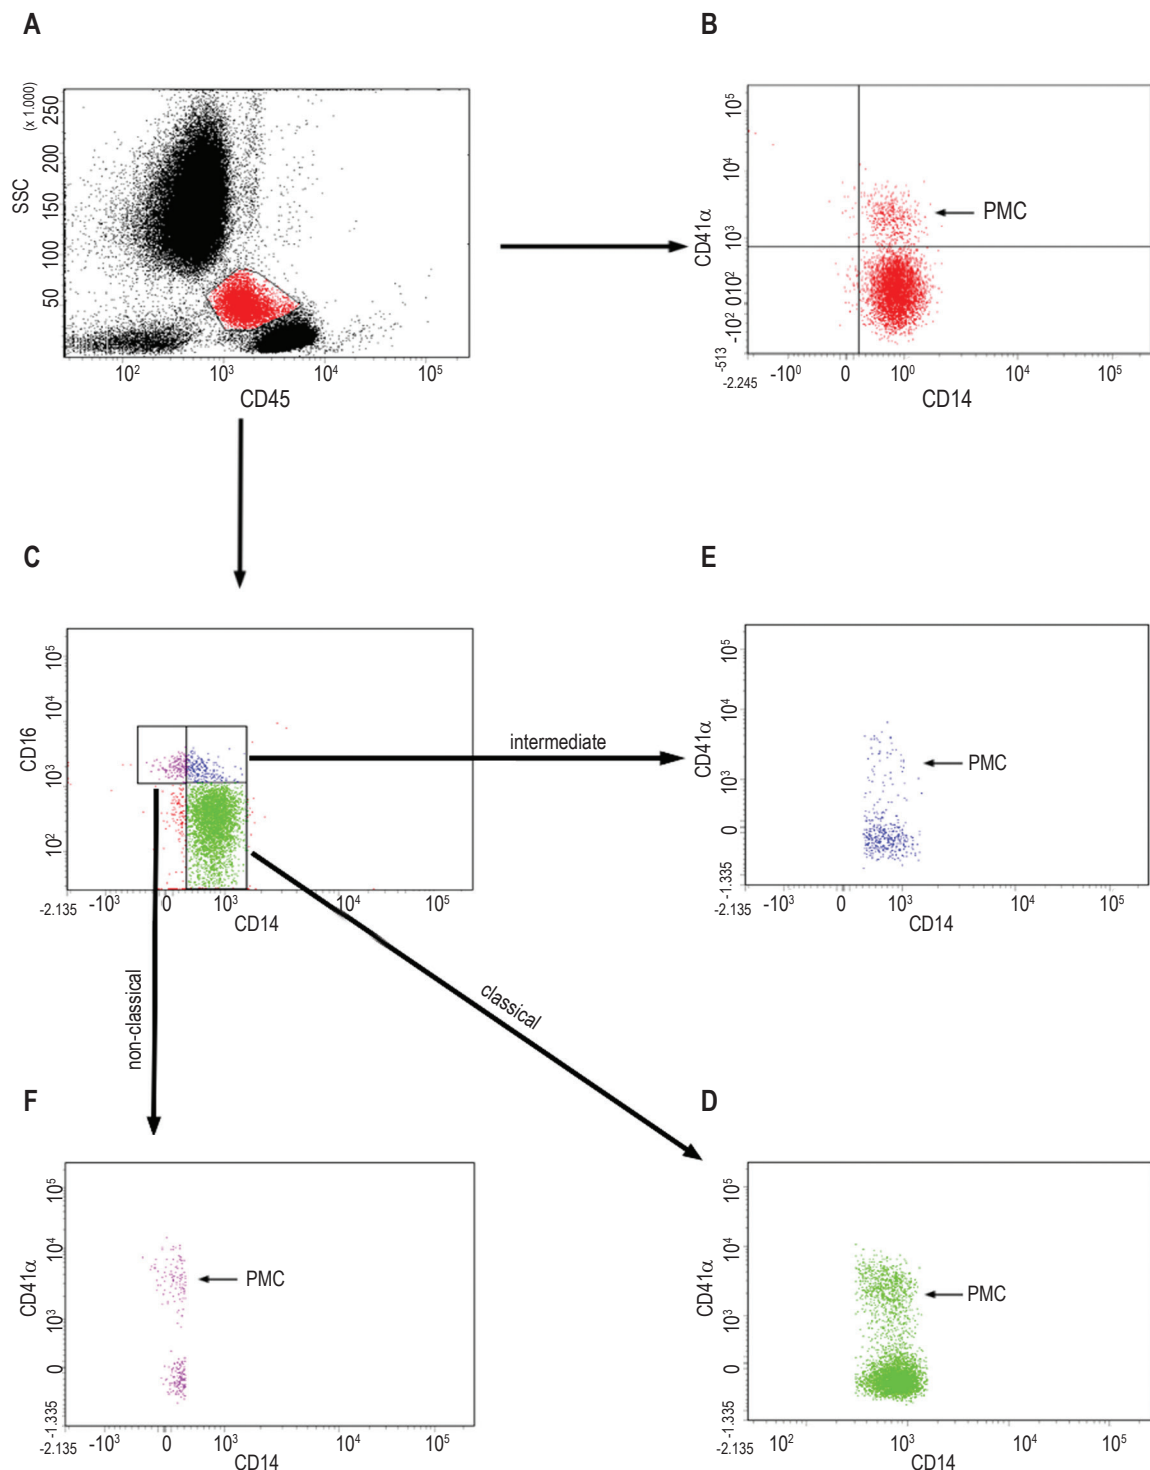 A
(x 1.000)
SSC
250
200
150
100
50
10² 10³ 10⁴ 10⁵
CD45
B
CD41α
10⁵
10⁴
10³
010²
-10²
-513
-2.245 -10⁰ 0 10⁰ 10⁴ 10⁵
CD14
PMC
C
CD16
10⁵
10⁴
10³
10²
-2.135 -10³ 0 10³ 10⁴ 10⁵
CD14
intermediate
non-classical
classical
E
CD41α
10⁵
10⁴
10³
0
-1.335
-2.135 -10³ 0 10³ 10⁴ 10⁵
CD14
PMC
F
CD41α
10⁵
10⁴
10³
0
-1.335
-2.135 -10³ 0 10³ 10⁴ 10⁵
CD14
PMC
D
CD41α
10⁵
10⁴
10³
0
-1.335
-2.135 10² 10³ 10⁴ 10⁵
CD14
PMC